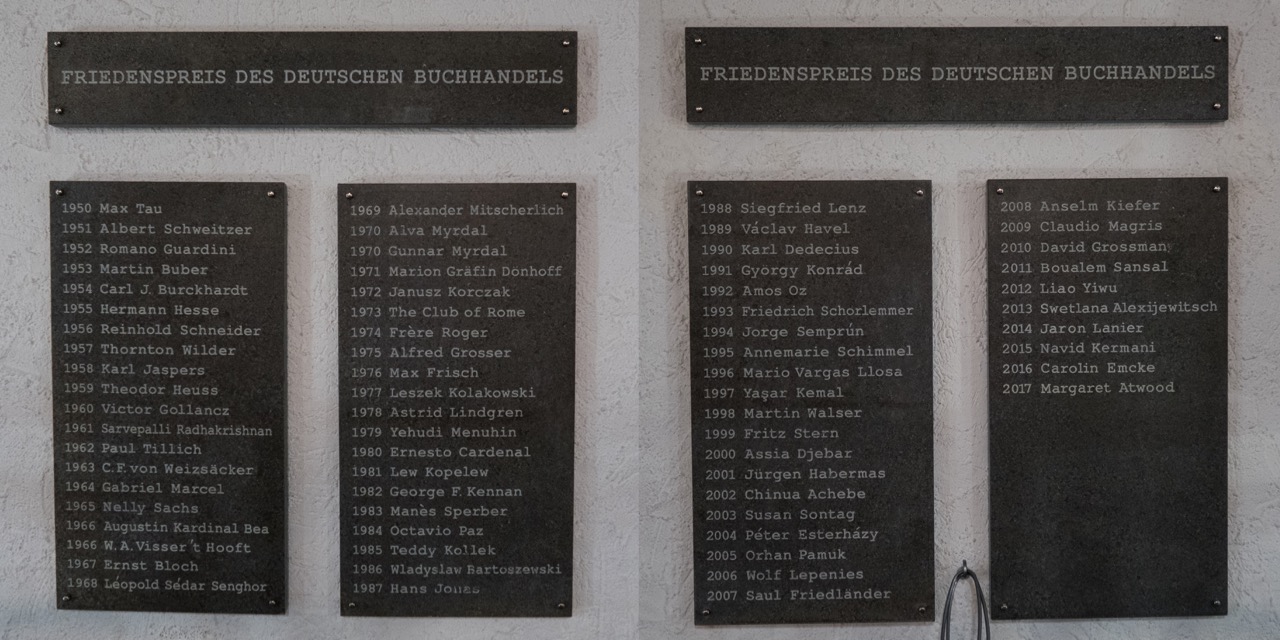 FRIEDENSPREIS DES DEUTSCHEN BUCHHANDELS
1950 Max Tau
1951 Albert Schweitzer
1952 Romano Guardini
1953 Martin Buber
1954 Carl J. Burckhardt
1955 Hermann Hesse
1956 Reinhold Schneider
1957 Thornton Wilder
1958 Karl Jaspers
1959 Theodor Heuss
1960 Victor Gollancz
1961 Sarvepalli Radhakrishnan
1962 Paul Tillich
1963 C.F. von Weizsäcker
1964 Gabriel Marcel
1965 Nelly Sachs
1966 Augustin Kardinal Bea
1966 W.A. Visser't Hooft
1967 Ernst Bloch
1968 Léopold Sédar Senghor
1969 Alexander Mitscherlich
1970 Alva Myrdal
1970 Gunnar Myrdal
1971 Marion Gräfin Dönhoff
1972 Janusz Korczak
1973 The Club of Rome
1974 Frère Roger
1975 Alfred Grosser
1976 Max Frisch
1977 Leszek Kolakowski
1978 Astrid Lindgren
1979 Yehudi Menuhin
1980 Ernesto Cardenal
1981 Lew Kopelew
1982 George F. Kennan
1983 Manès Sperber
1984 Octavio Paz
1985 Teddy Kollek
1986 Wladyslaw Bartoszewski
1987 Hans Jonas
FRIEDENSPREIS DES DEUTSCHEN BUCHHANDELS
1988 Siegfried Lenz
1989 Václav Havel
1990 Karl Dedecius
1991 György Konrád
1992 Amos Oz
1993 Friedrich Schorlemmer
1994 Jorge Semprún
1995 Annemarie Schimmel
1996 Mario Vargas Llosa
1997 Yaşar Kemal
1998 Martin Walser
1999 Fritz Stern
2000 Assia Djebar
2001 Jürgen Habermas
2002 Chinua Achebe
2003 Susan Sontag
2004 Péter Esterházy
2005 Orhan Pamuk
2006 Wolf Lepenies
2007 Saul Friedländer
2008 Anselm Kiefer
2009 Claudio Magris
2010 David Grossman
2011 Boualem Sansal
2012 Liao Yiwu
2013 Swetlana Alexijewitsch
2014 Jaron Lanier
2015 Navid Kermani
2016 Carolin Emcke
2017 Margaret Atwood